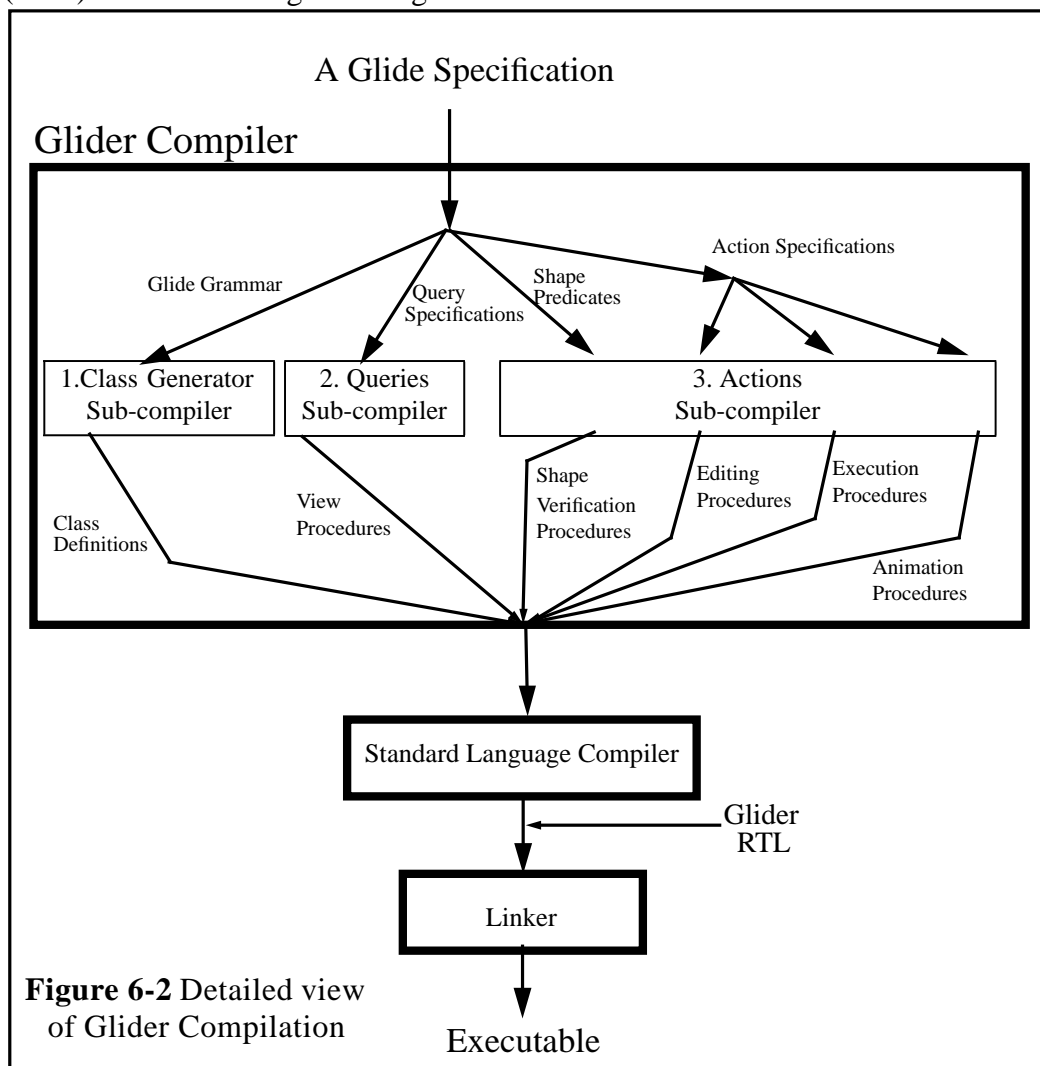 A Glide Specification
Glider Compiler
Action Specifications
Glide Grammar
Shape
Predicates
Query
Specifications
1.Class Generator
Sub-compiler
2. Queries
Sub-compiler
3. Actions
Sub-compiler
Class
Definitions
View
Procedures
Shape
Verification
Procedures
Editing
Procedures
Execution
Procedures
Animation
Procedures
Standard Language Compiler
Glider
RTL
Linker
Figure 6-2 Detailed view
of Glider Compilation
Executable